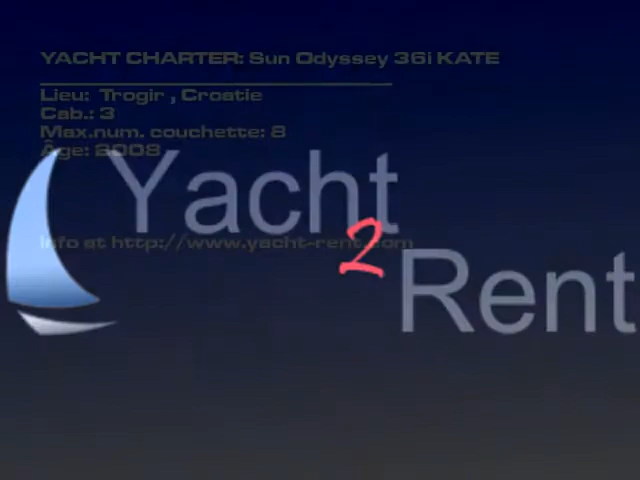 YACHT CHARTER: Sun Odyssey 36i KATE
Lieu: Trogir , Croatie
Cab.: 3
Max.num. couchette: 8
Âge: 2008
Yacht
Info at http://www.yacht-rent.com
2
Rent